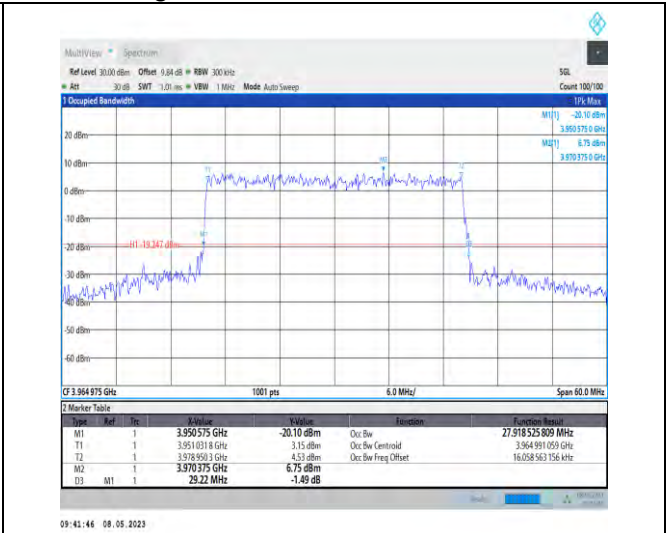 MultiView Spectrum
Ref Level 30.00 dBm Offset 9.84 dB RBW 300 kHz SGL
Att 30 dB SWT 1.01 ms VBW 1 MHz Mode Auto Sweep Count 100/100
1 Occupied Bandwidth 1Pk Max
M1[1] -20.10 dBm
3.950 575 0 GHz
M2[1] 6.75 dBm
3.970 375 0 GHz
20 dBm
M2
T1
10 dBm
0 dBm
-10 dBm
M1
H1 -19.247 dBm
-20 dBm
-30 dBm
-40 dBm
-50 dBm
-60 dBm
CF 3.964 975 GHz 1001 pts 6.0 MHz/ Span 60.0 MHz
2 Marker Table
Type Ref Trc X-Value Y-Value Function Function Result
M1 1 3.950 575 GHz -20.10 dBm Occ Bw 27.918 525 809 MHz
T1 1 3.951 031 8 GHz 3.15 dBm Occ Bw Centroid 3.964 991 059 GHz
T2 1 3.978 950 3 GHz 4.53 dBm Occ Bw Freq Offset 16.058 563 156 kHz
M2 1 3.970 375 GHz 6.75 dBm
D3 M1 1 29.22 MHz -1.49 dB
09:41:46 08.05.2023